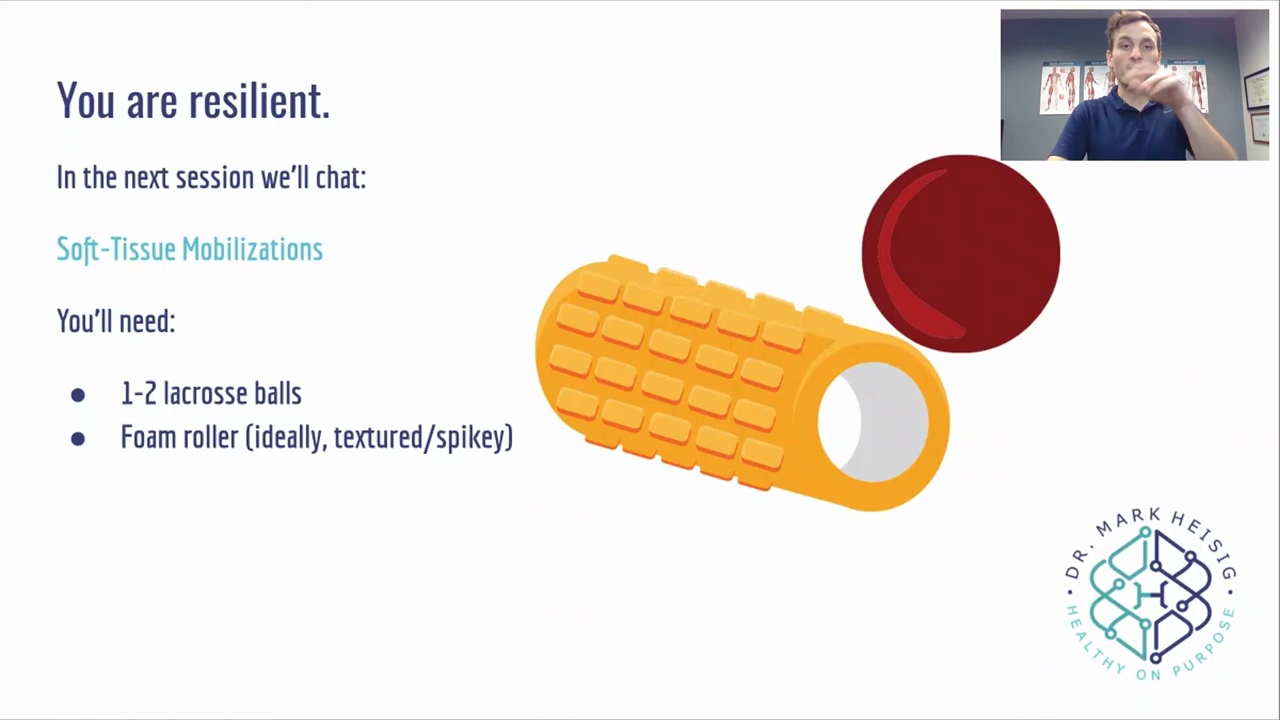 You are resilient.
In the next session we'll chat:
Soft-Tissue Mobilizations
You'll need:
● 1-2 lacrosse balls
● Foam roller (ideally, textured/spikey)
· DR. MARK HEISIG ·
HEALTHY ON PURPOSE